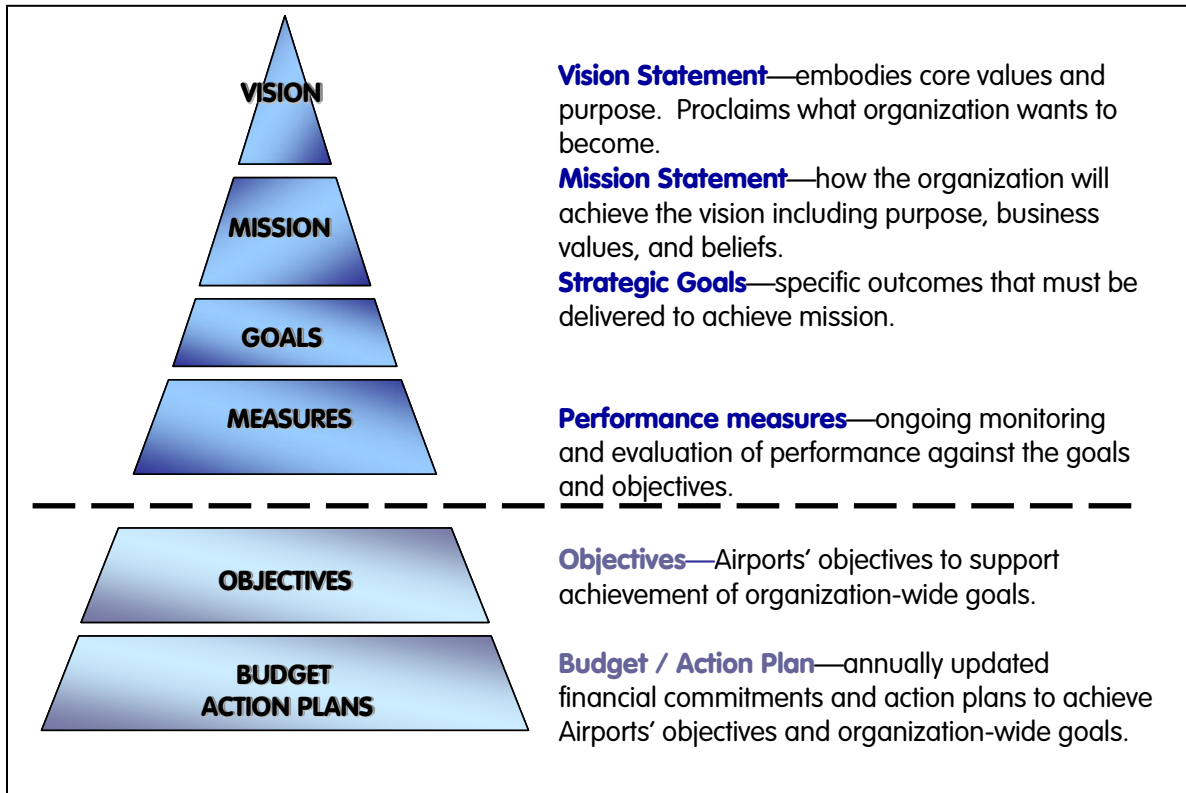 VISION
Vision Statement—embodies core values and
purpose.  Proclaims what organization wants to
become.
MISSION
Mission Statement—how the organization will
achieve the vision including purpose, business
values, and beliefs.
GOALS
Strategic Goals—specific outcomes that must be
delivered to achieve mission.
MEASURES
Performance measures—ongoing monitoring
and evaluation of performance against the goals
and objectives.
OBJECTIVES
Objectives—Airports’ objectives to support
achievement of organization-wide goals.
BUDGET
ACTION PLANS
Budget / Action Plan—annually updated
financial commitments and action plans to achieve
Airports’ objectives and organization-wide goals.